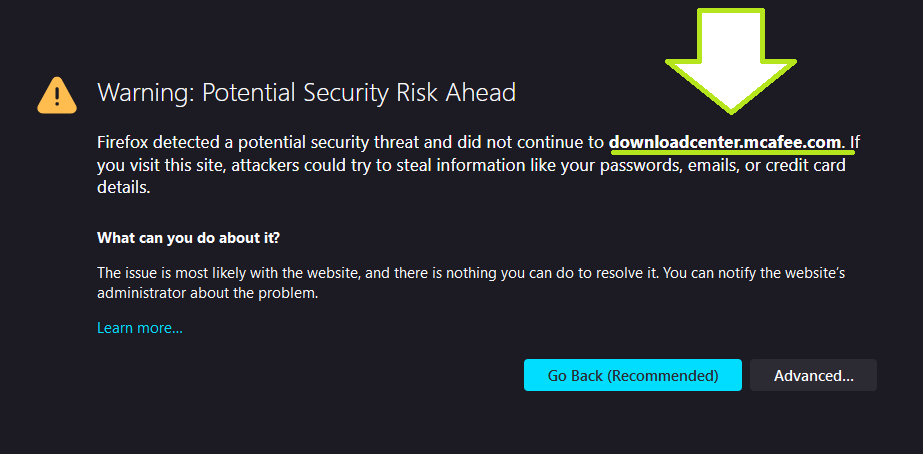 Warning: Potential Security Risk Ahead
Firefox detected a potential security threat and did not continue to downloadcenter.mcafee.com. If
you visit this site, attackers could try to steal information like your passwords, emails, or credit card
details.
What can you do about it?
The issue is most likely with the website, and there is nothing you can do to resolve it. You can notify the website’s
administrator about the problem.
Learn more...
Go Back (Recommended)
Advanced...